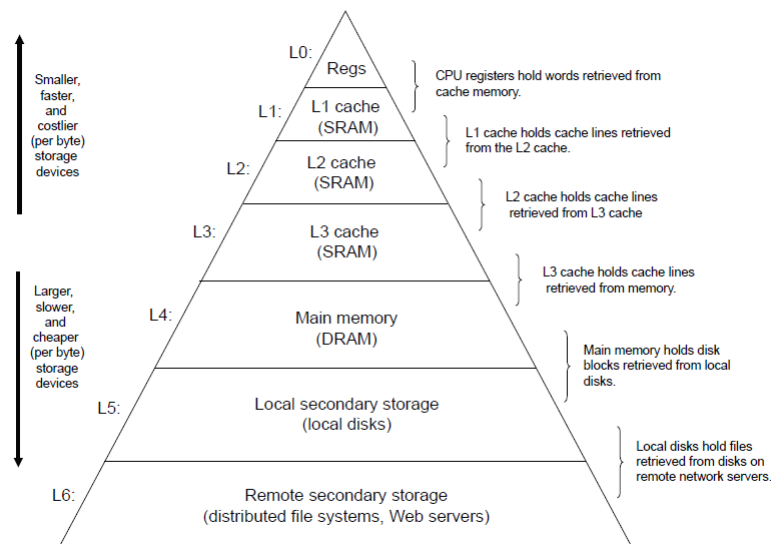 L0:
Regs
CPU registers hold words retrieved from
cache memory.
Smaller,
faster,
and
costlier
(per byte)
storage
devices
L1:
L1 cache
(SRAM)
L1 cache holds cache lines retrieved
from the L2 cache.
L2:
L2 cache
(SRAM)
L2 cache holds cache lines
retrieved from L3 cache
L3:
L3 cache
(SRAM)
L3 cache holds cache lines
retrieved from memory.
Larger,
slower,
and
cheaper
(per byte)
storage
devices
L4:
Main memory
(DRAM)
Main memory holds disk
blocks retrieved from local
disks.
L5:
Local secondary storage
(local disks)
Local disks hold files
retrieved from disks on
remote network servers.
L6:
Remote secondary storage
(distributed file systems, Web servers)